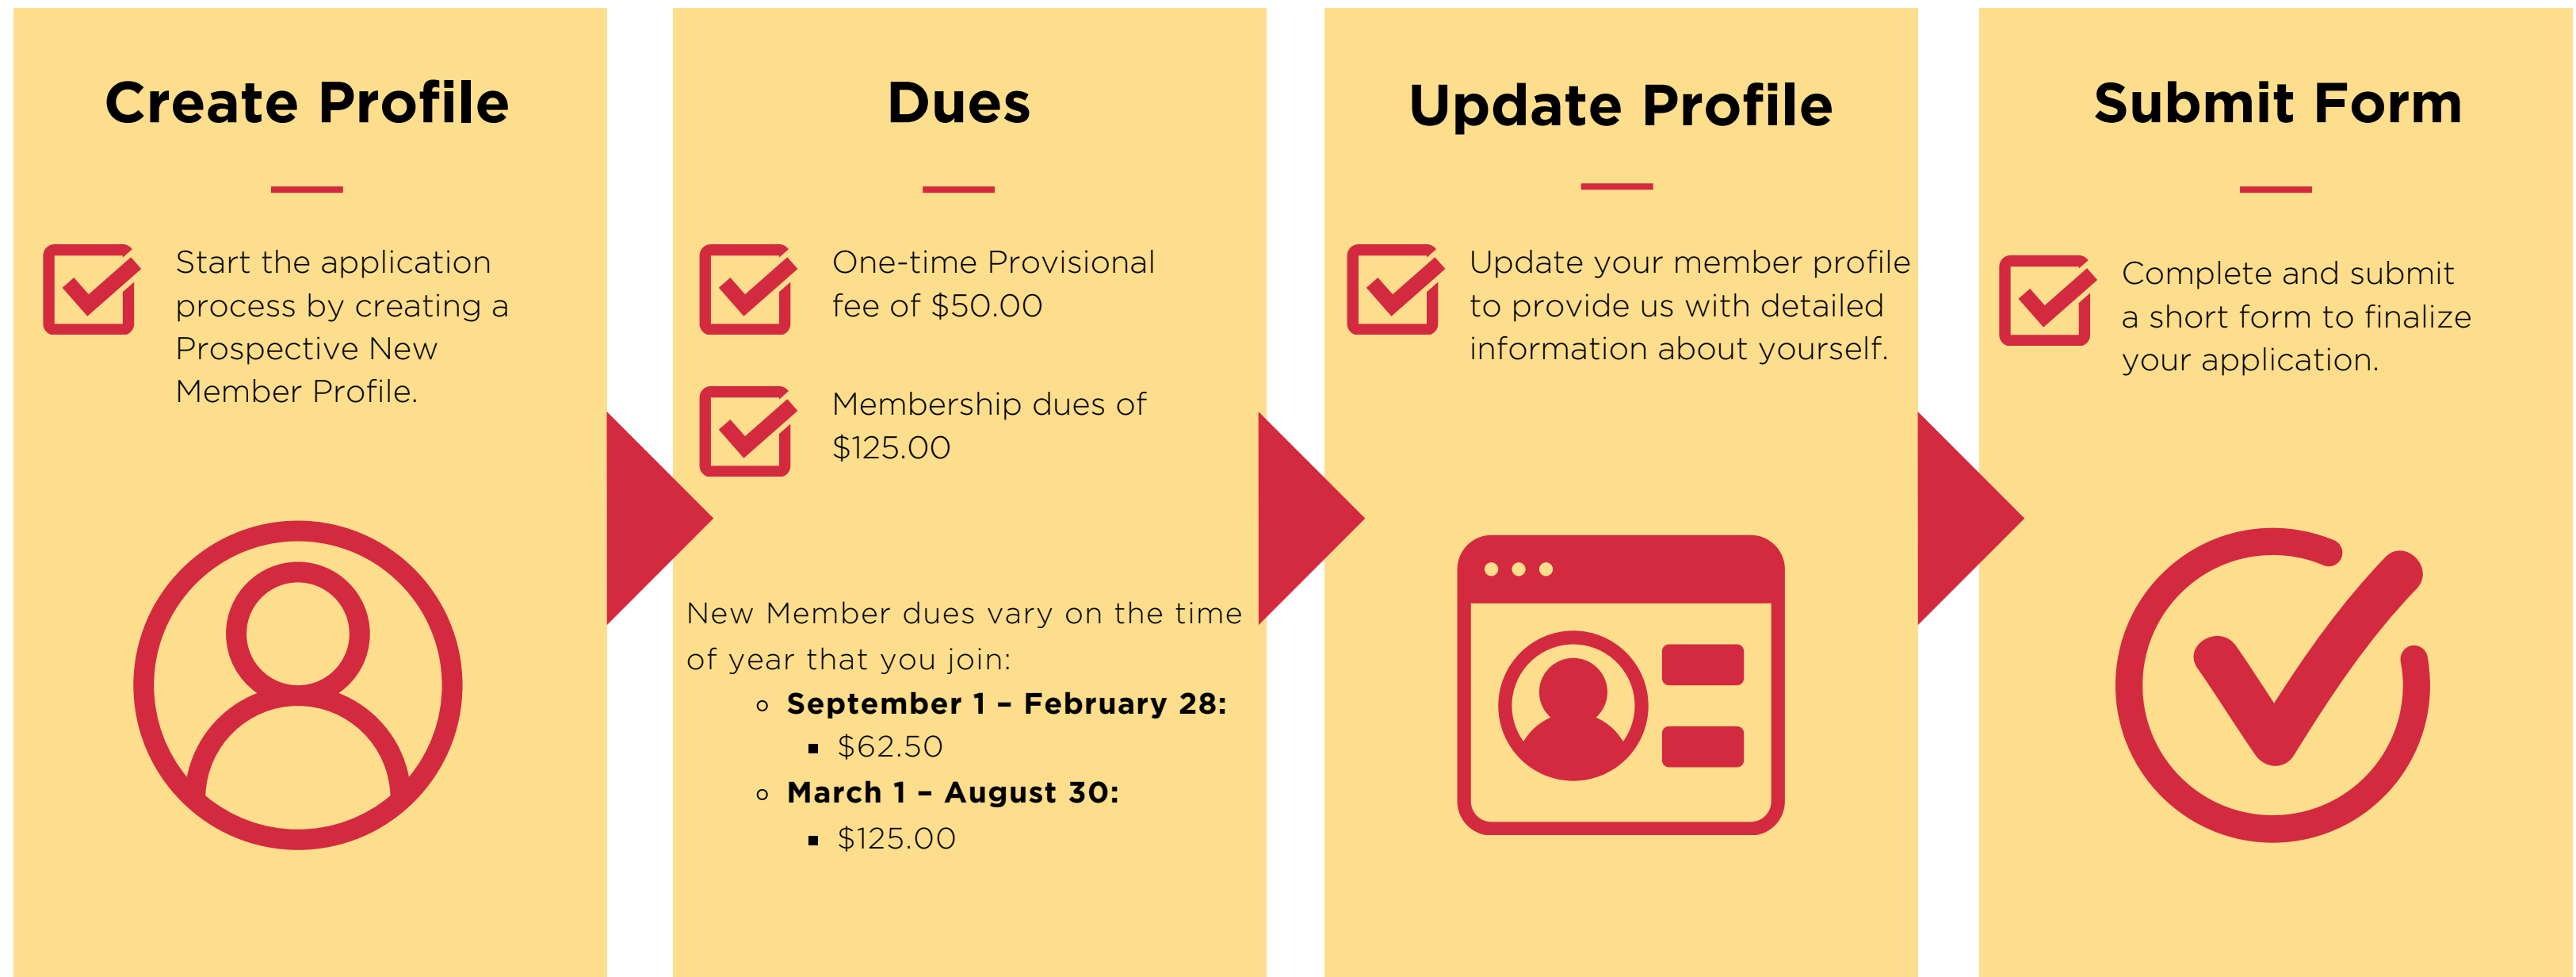 Create Profile
Start the application
process by creating a
Prospective New
Member Profile.
Dues
One-time Provisional
fee of $50.00
Membership dues of
$125.00
New Member dues vary on the time
of year that you join:
September 1 – February 28:
$62.50
March 1 – August 30:
$125.00
Update Profile
Update your member profile
to provide us with detailed
information about yourself.
Submit Form
Complete and submit
a short form to finalize
your application.